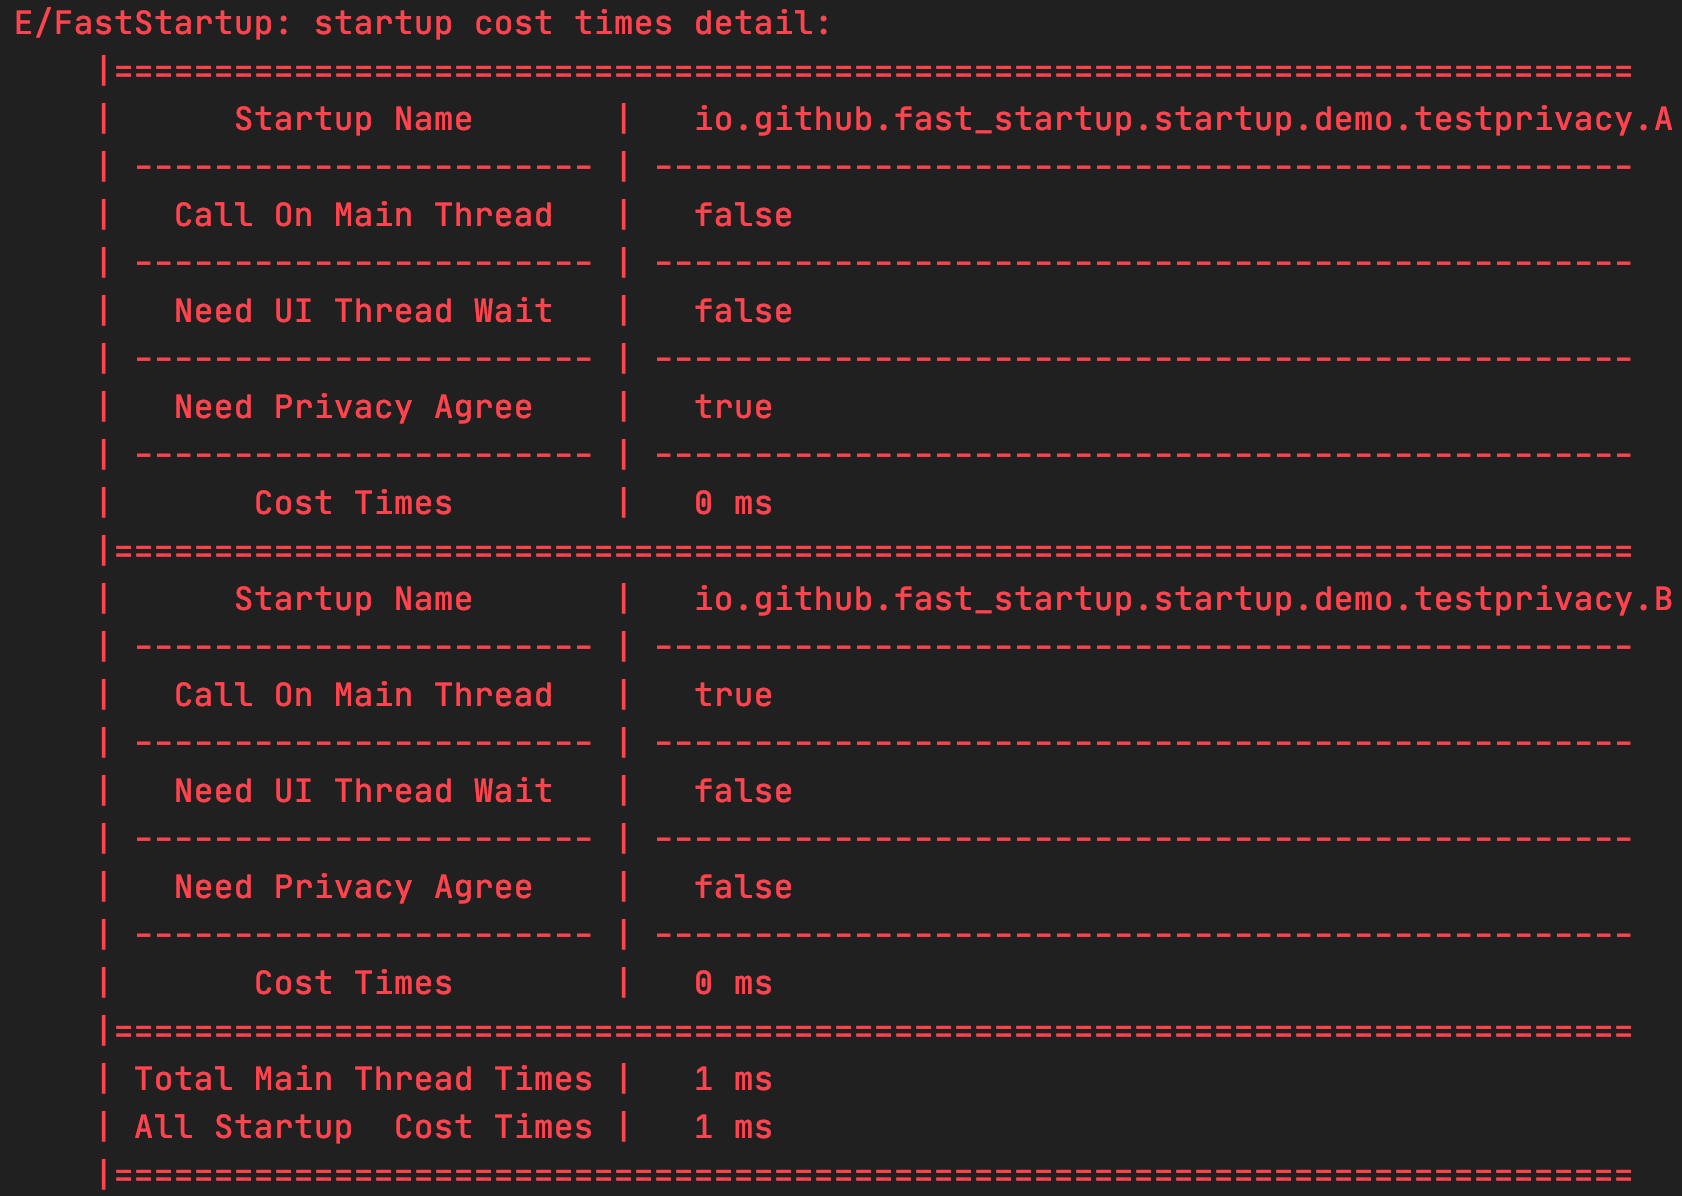 E/FastStartup: startup cost times detail:
|============================================================================
|      Startup Name       |   io.github.fast_startup.startup.demo.testprivacy.A
| ----------------------- | -------------------------------------------------
|   Call On Main Thread   |   false
| ----------------------- | -------------------------------------------------
|   Need UI Thread Wait   |   false
| ----------------------- | -------------------------------------------------
|   Need Privacy Agree    |   true
| ----------------------- | -------------------------------------------------
|       Cost Times        |   0 ms
|============================================================================
|      Startup Name       |   io.github.fast_startup.startup.demo.testprivacy.B
| ----------------------- | -------------------------------------------------
|   Call On Main Thread   |   true
| ----------------------- | -------------------------------------------------
|   Need UI Thread Wait   |   false
| ----------------------- | -------------------------------------------------
|   Need Privacy Agree    |   false
| ----------------------- | -------------------------------------------------
|       Cost Times        |   0 ms
|============================================================================
| Total Main Thread Times |   1 ms
| All Startup  Cost Times |   1 ms
|============================================================================